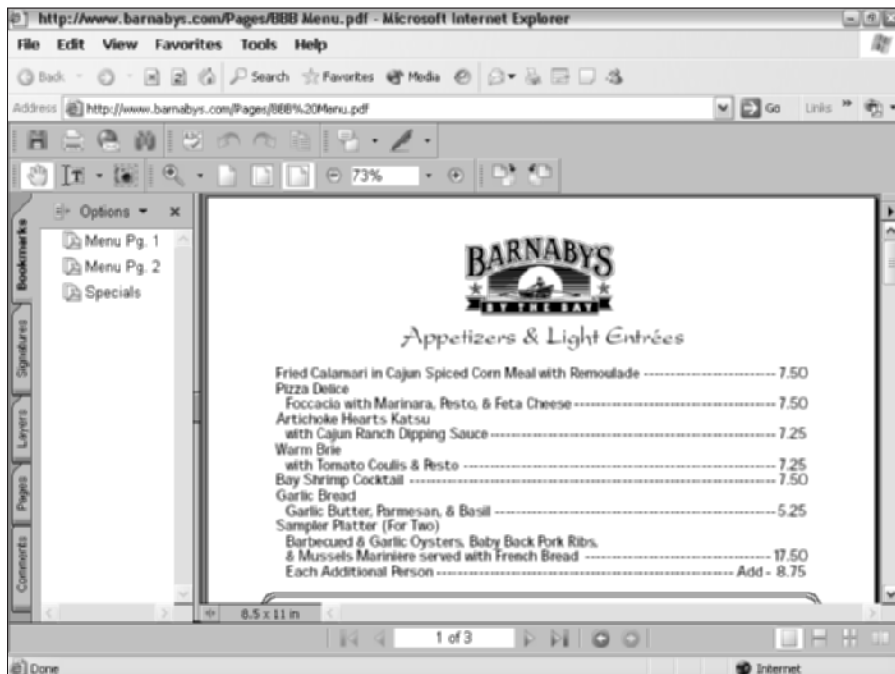 http://www.barnabys.com/Pages/BBB Menu.pdf - Microsoft Internet Explorer
File Edit View Favorites Tools Help
Back Search Favorites Media
Address http://www.barnabys.com/Pages/BBB%20Menu.pdf Go Links »
73%
Bookmarks
Signatures
Layers
Pages
Comments
Options
Menu Pg. 1
Menu Pg. 2
Specials
BARNABYS
BY THE BAY
Appetizers & Light Entrées
Fried Calamari in Cajun Spiced Corn Meal with Remoulade ---------- 7.50
Pizza Delice
Foccacia with Marinara, Pesto, & Feta Cheese ---------- 7.50
Artichoke Hearts Katsu
with Cajun Ranch Dipping Sauce ---------- 7.25
Warm Brie
with Tomato Coulis & Pesto ---------- 7.25
Bay Shrimp Cocktail ---------- 7.50
Garlic Bread
Garlic Butter, Parmesan, & Basil ---------- 5.25
Sampler Platter (For Two)
Barbecued & Garlic Oysters, Baby Back Pork Ribs,
& Mussels Mariniere served with French Bread ---------- 17.50
Each Additional Person ---------- Add - 8.75
8.5 x 11 in
1 of 3
Done Internet